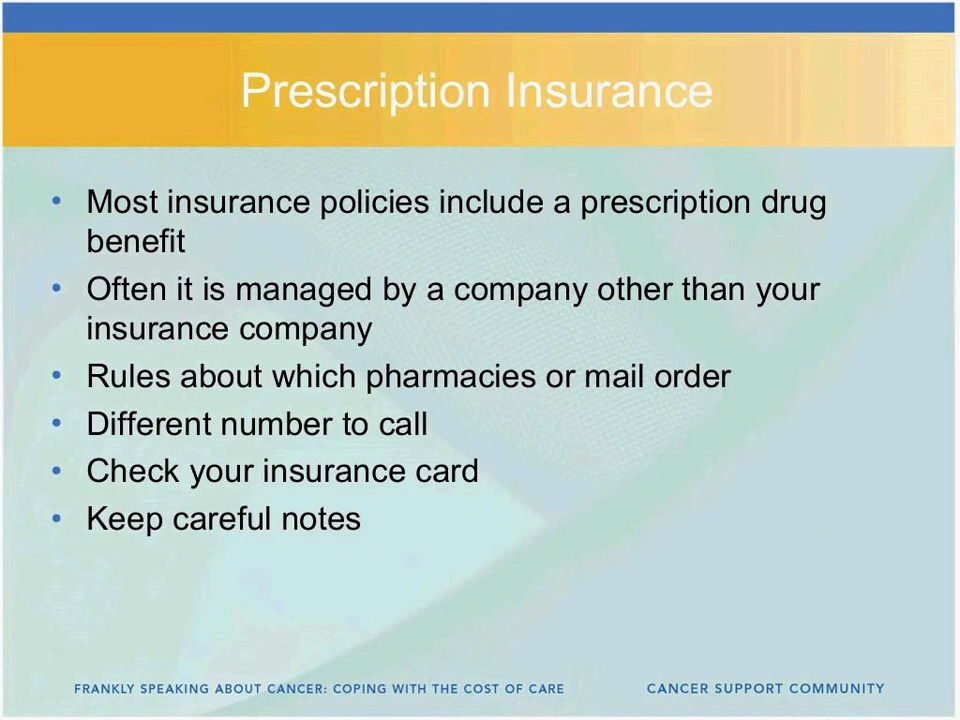 Prescription Insurance
• Most insurance policies include a prescription drug
benefit
• Often it is managed by a company other than your
insurance company
• Rules about which pharmacies or mail order
• Different number to call
• Check your insurance card
• Keep careful notes
FRANKLY SPEAKING ABOUT CANCER: COPING WITH THE COST OF CARE CANCER SUPPORT COMMUNITY